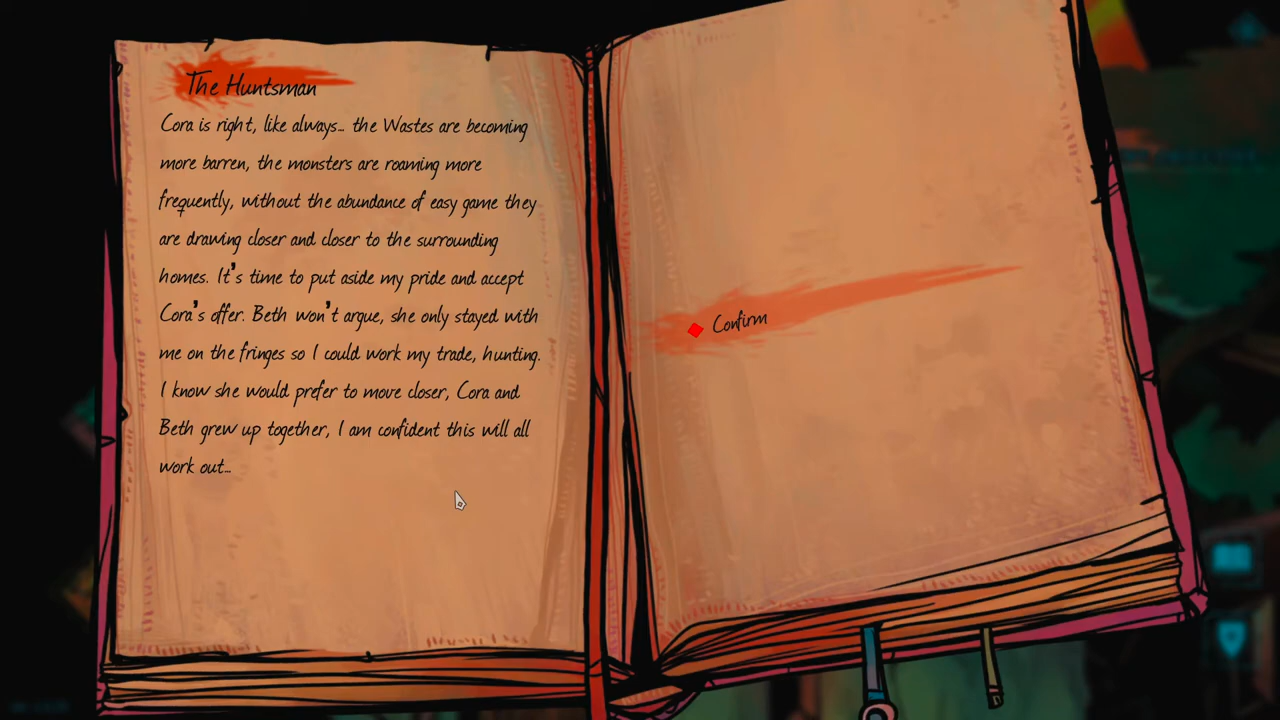 The Huntsman
Cora is right, like always... the Wastes are becoming
more barren, the monsters are roaming more
frequently, without the abundance of easy game they
are drawing closer and closer to the surrounding
homes. It's time to put aside my pride and accept
Cora's offer. Beth won't argue, she only stayed with
me on the fringes so I could work my trade, hunting.
I know she would prefer to move closer, Cora and
Beth grew up together, I am confident this will all
work out...
Confirm